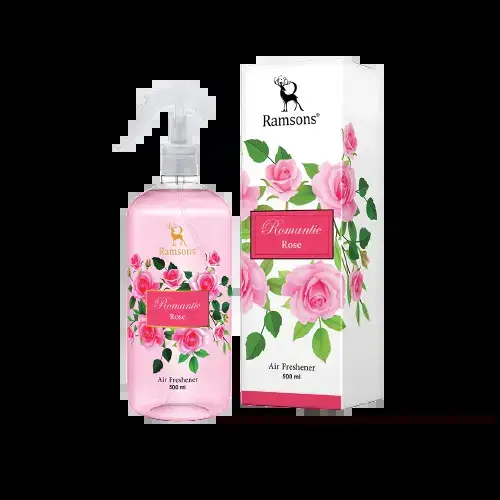 Ramsons
Romantic
Rose
Air Freshener
500 ml
Ramsons®
Romantic
Rose
Air Freshener
500 ml